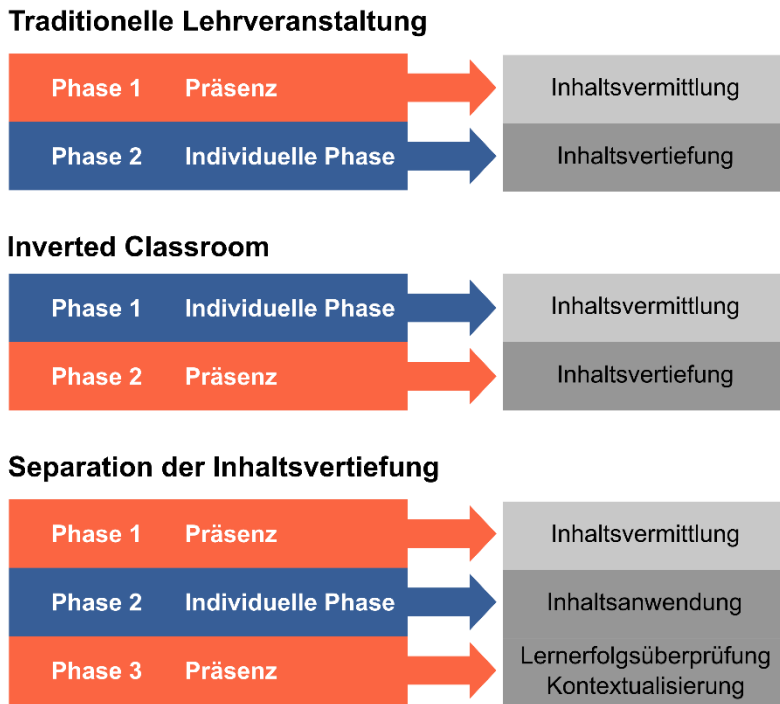 Traditionelle Lehrveranstaltung
Phase 1 Präsenz Inhaltsvermittlung
Phase 2 Individuelle Phase Inhaltsvertiefung
Inverted Classroom
Phase 1 Individuelle Phase Inhaltsvermittlung
Phase 2 Präsenz Inhaltsvertiefung
Separation der Inhaltsvertiefung
Phase 1 Präsenz Inhaltsvermittlung
Phase 2 Individuelle Phase Inhaltsanwendung
Phase 3 Präsenz Lernerfolgsüberprüfung
Kontextualisierung